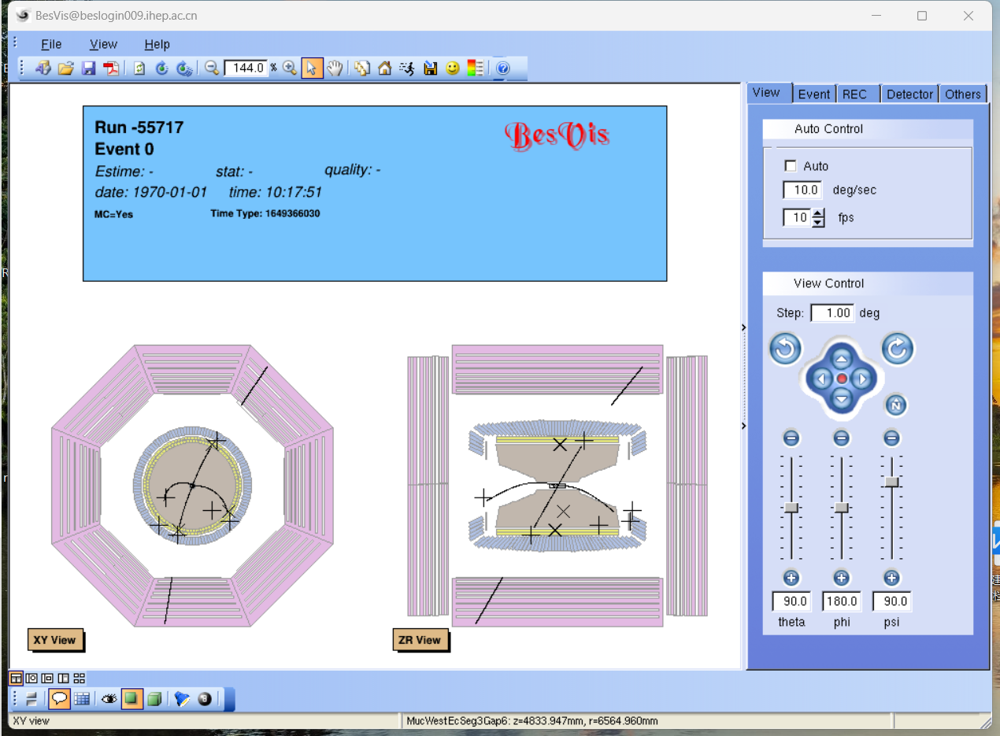 BesVis@beslogin009.ihep.ac.cn
File View Help
144.0 %
View Event REC Detector Others
Run -55717
Event 0
Estime: - stat: - quality: -
date: 1970-01-01 time: 10:17:51
MC=Yes Time Type: 1649366030
BesVis
Auto Control
Auto
10.0 deg/sec
10 fps
View Control
Step: 1.00 deg
N
90.0 180.0 90.0
theta phi psi
XY View
ZR View
XY view
MucWestEcSeg3Gap6: z=4833.947mm, r=6564.960mm